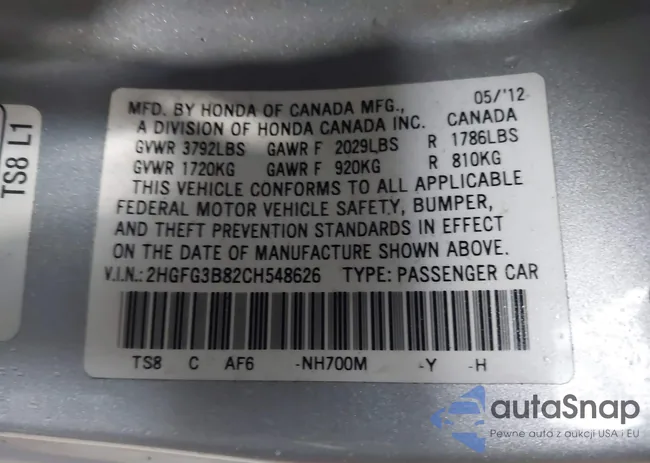 TS8 L1
MFD. BY HONDA OF CANADA MFG., 05/'12
A DIVISION OF HONDA CANADA INC. CANADA
GVWR 3792LBS GAWR F 2029LBS R 1786LBS
GVWR 1720KG GAWR F 920KG R 810KG
THIS VEHICLE CONFORMS TO ALL APPLICABLE
FEDERAL MOTOR VEHICLE SAFETY, BUMPER,
AND THEFT PREVENTION STANDARDS IN EFFECT
ON THE DATE OF MANUFACTURE SHOWN ABOVE.
V.I.N.: 2HGFG3B82CH548626 TYPE: PASSENGER CAR
TS8 C AF6 -NH700M -Y -H
autaSnap
Pewne auta z aukcji USA i EU